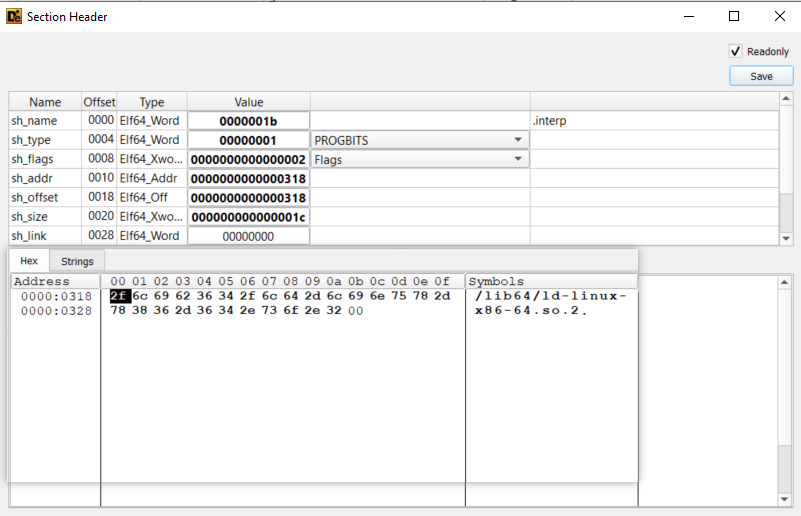 Section Header
Readonly
Save
Name Offset Type Value
sh_name 0000 Elf64_Word 0000001b .interp
sh_type 0004 Elf64_Word 00000001 PROGBITS
sh_flags 0008 Elf64_Xwo... 0000000000000002 Flags
sh_addr 0010 Elf64_Addr 0000000000000318
sh_offset 0018 Elf64_Off 0000000000000318
sh_size 0020 Elf64_Xwo... 000000000000001c
sh_link 0028 Elf64_Word 00000000
Hex Strings
Address 00 01 02 03 04 05 06 07 08 09 0a 0b 0c 0d 0e 0f Symbols
0000:0318 2f 6c 69 62 36 34 2f 6c 64 2d 6c 69 6e 75 78 2d /lib64/ld-linux-
0000:0328 78 38 36 2d 36 34 2e 73 6f 2e 32 00 x86-64.so.2.